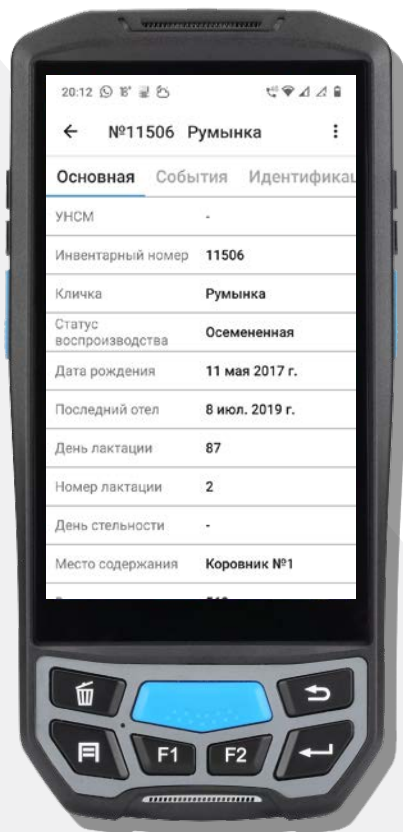 20:12
← №11506 Румынка
Основная События Идентификац
УНСМ -
Инвентарный номер 11506
Кличка Румынка
Статус
воспроизводства Осемененная
Дата рождения 11 мая 2017 г.
Последний отел 8 июл. 2019 г.
День лактации 87
Номер лактации 2
День стельности -
Место содержания Коровник №1
F1 F2